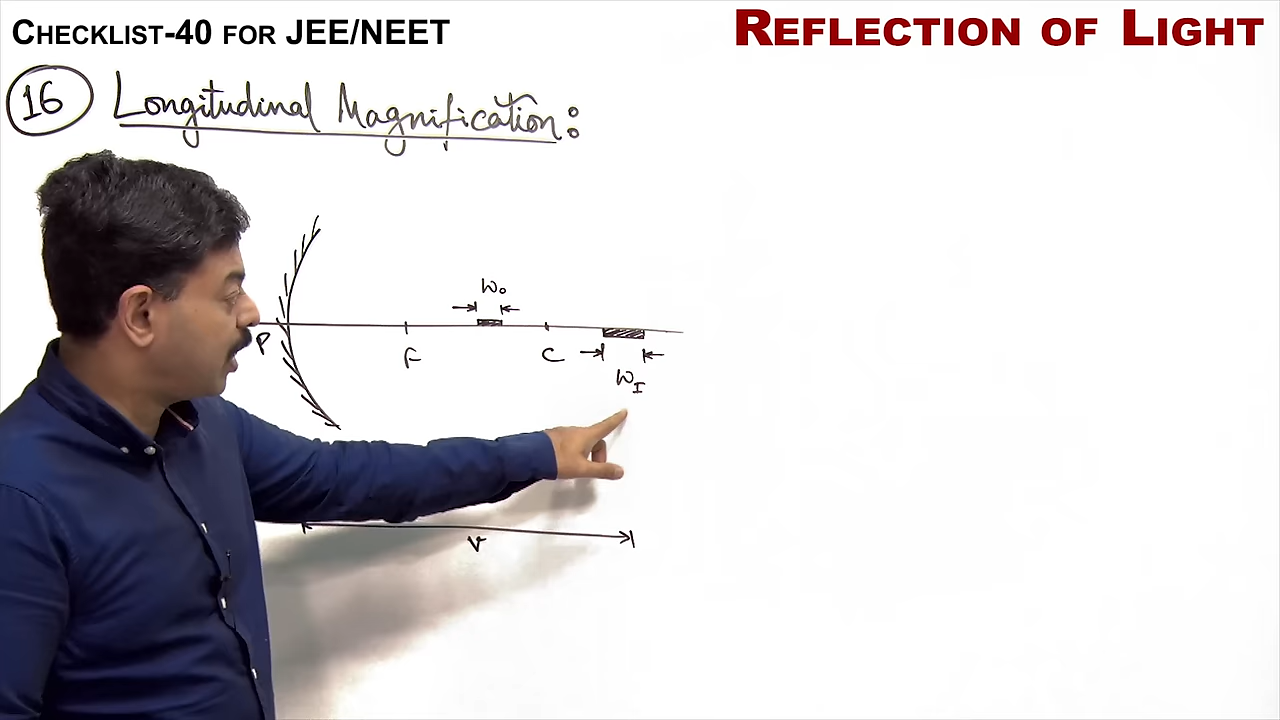 CHECKLIST-40 FOR JEE/NEET
REFLECTION OF LIGHT
16 Longitudinal Magnification:
Wo
P
F
C
WI
v